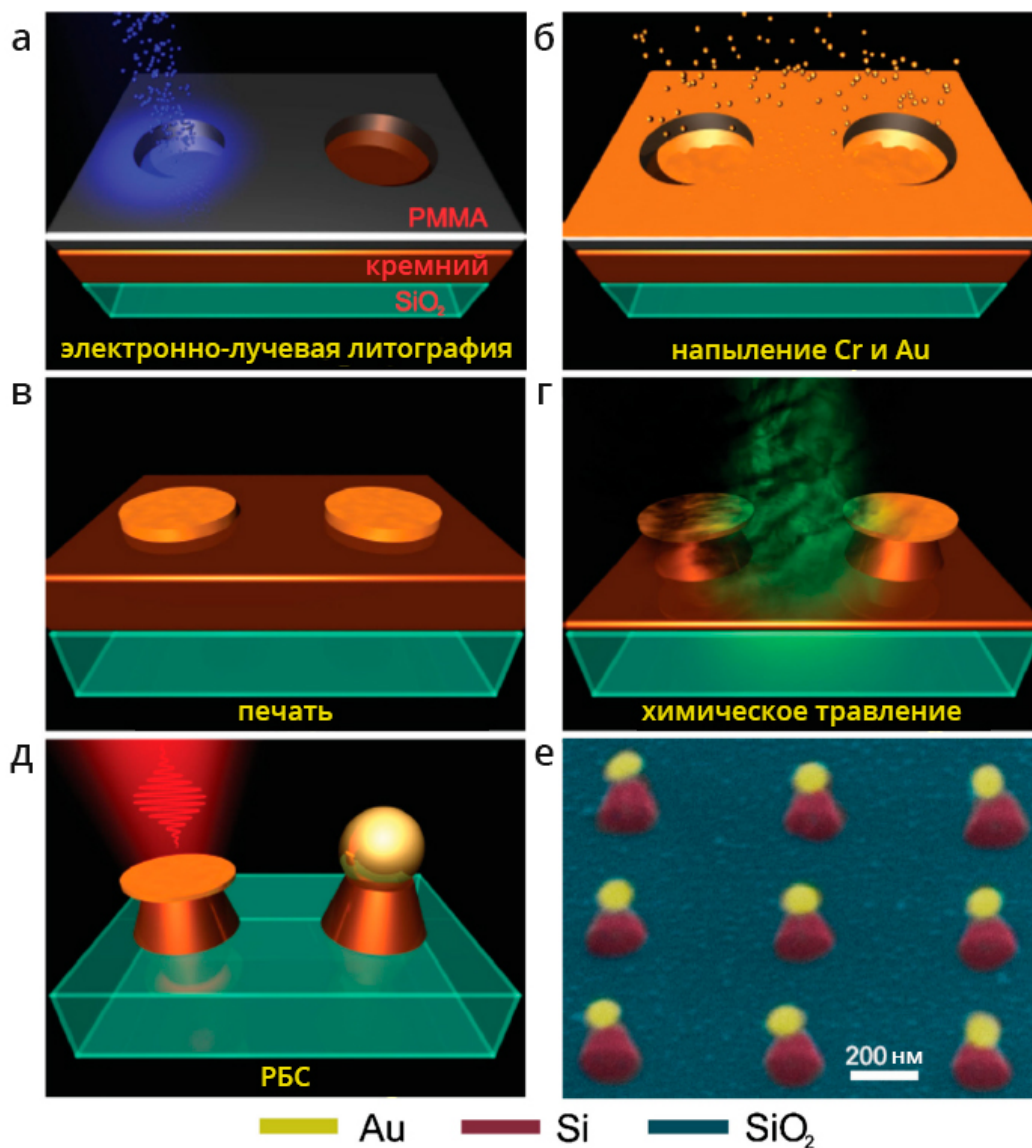 а
б
PMMA
кремний
SiO₂
электронно-лучевая литография
напыление Cr и Au
в
г
печать
химическое травление
д
е
200 нм
РБС
Au Si SiO₂